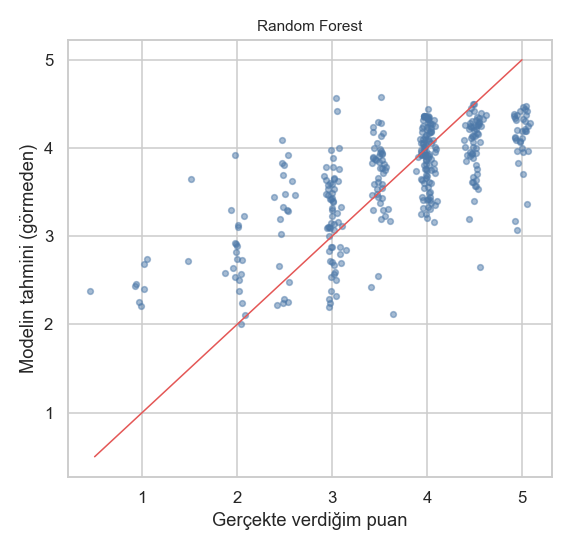 Random Forest
5
4
3
2
1
Modelin tahmini (görmeden)
1 2 3 4 5
Gerçekte verdiğim puan